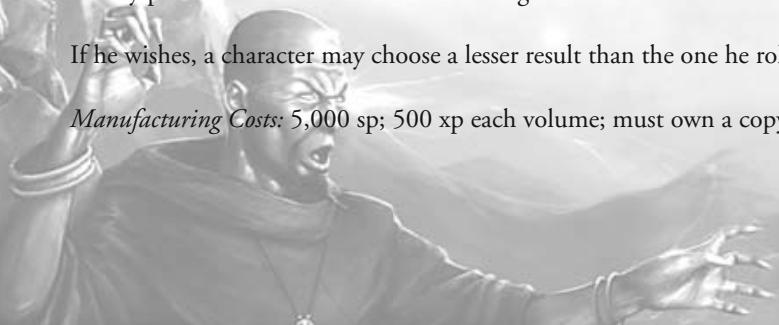 If he wishes, a character may choose a lesser result than the one he
Manufacturing Costs: 5,000 sp; 500 xp each volume; must own a copy